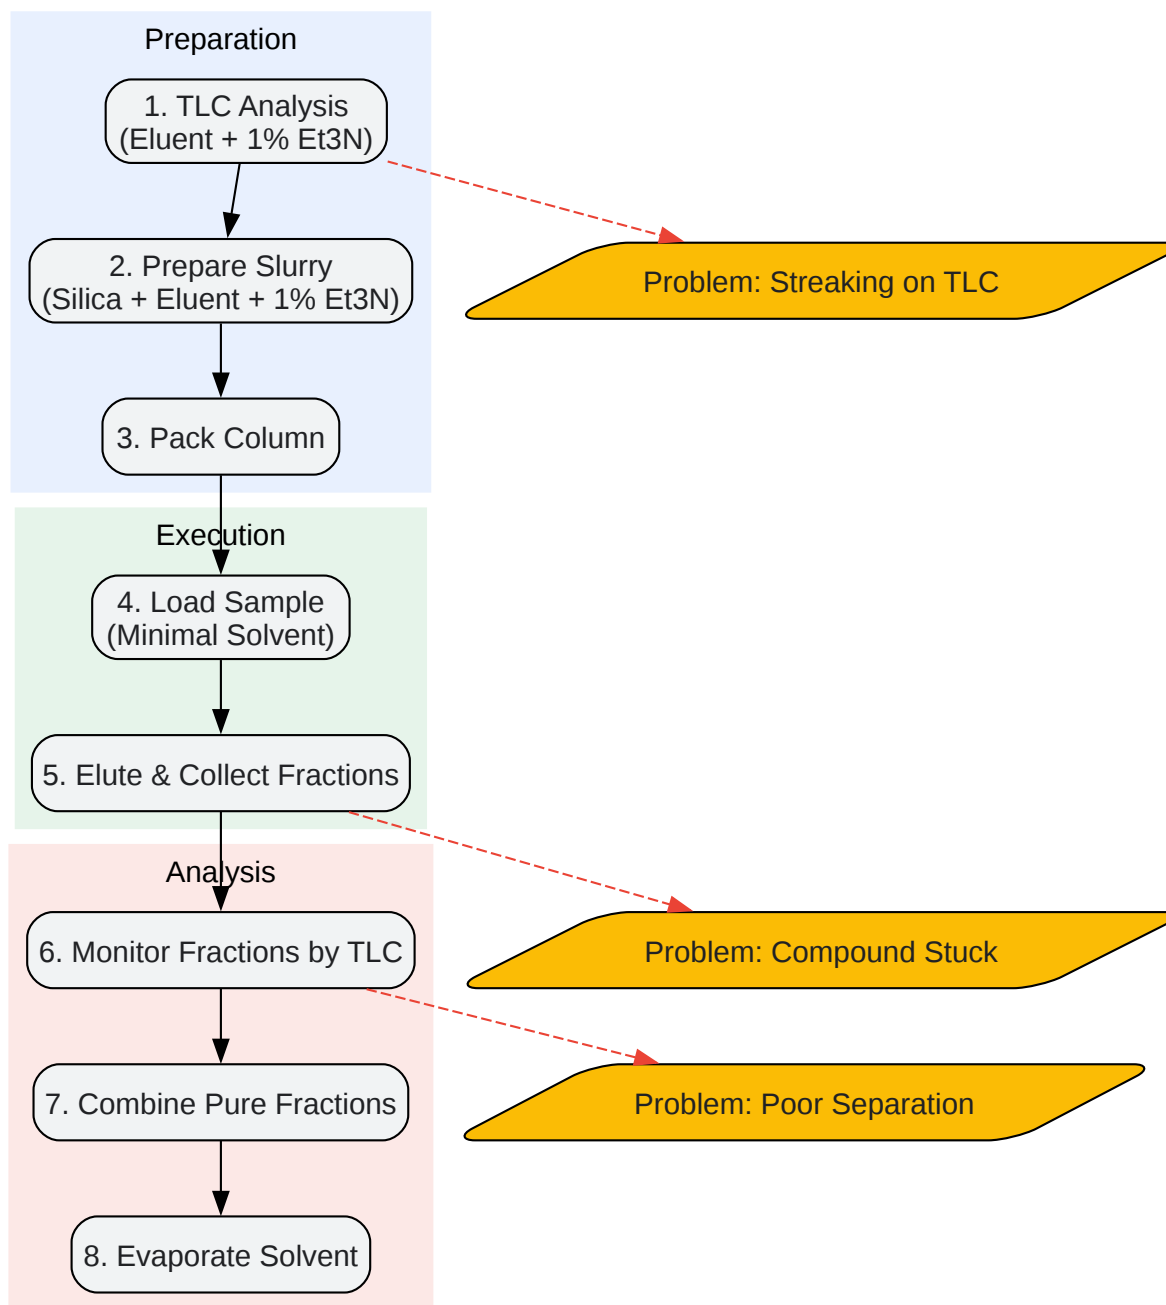 Preparation
1. TLC Analysis
(Eluent + 1% Et3N)
2. Prepare Slurry
(Silica + Eluent + 1% Et3N)
Problem: Streaking on TLC
3. Pack Column
Execution
4. Load Sample
(Minimal Solvent)
5. Elute & Collect Fractions
Analysis
6. Monitor Fractions by TLC
Problem: Compound Stuck
7. Combine Pure Fractions
Problem: Poor Separation
8. Evaporate Solvent